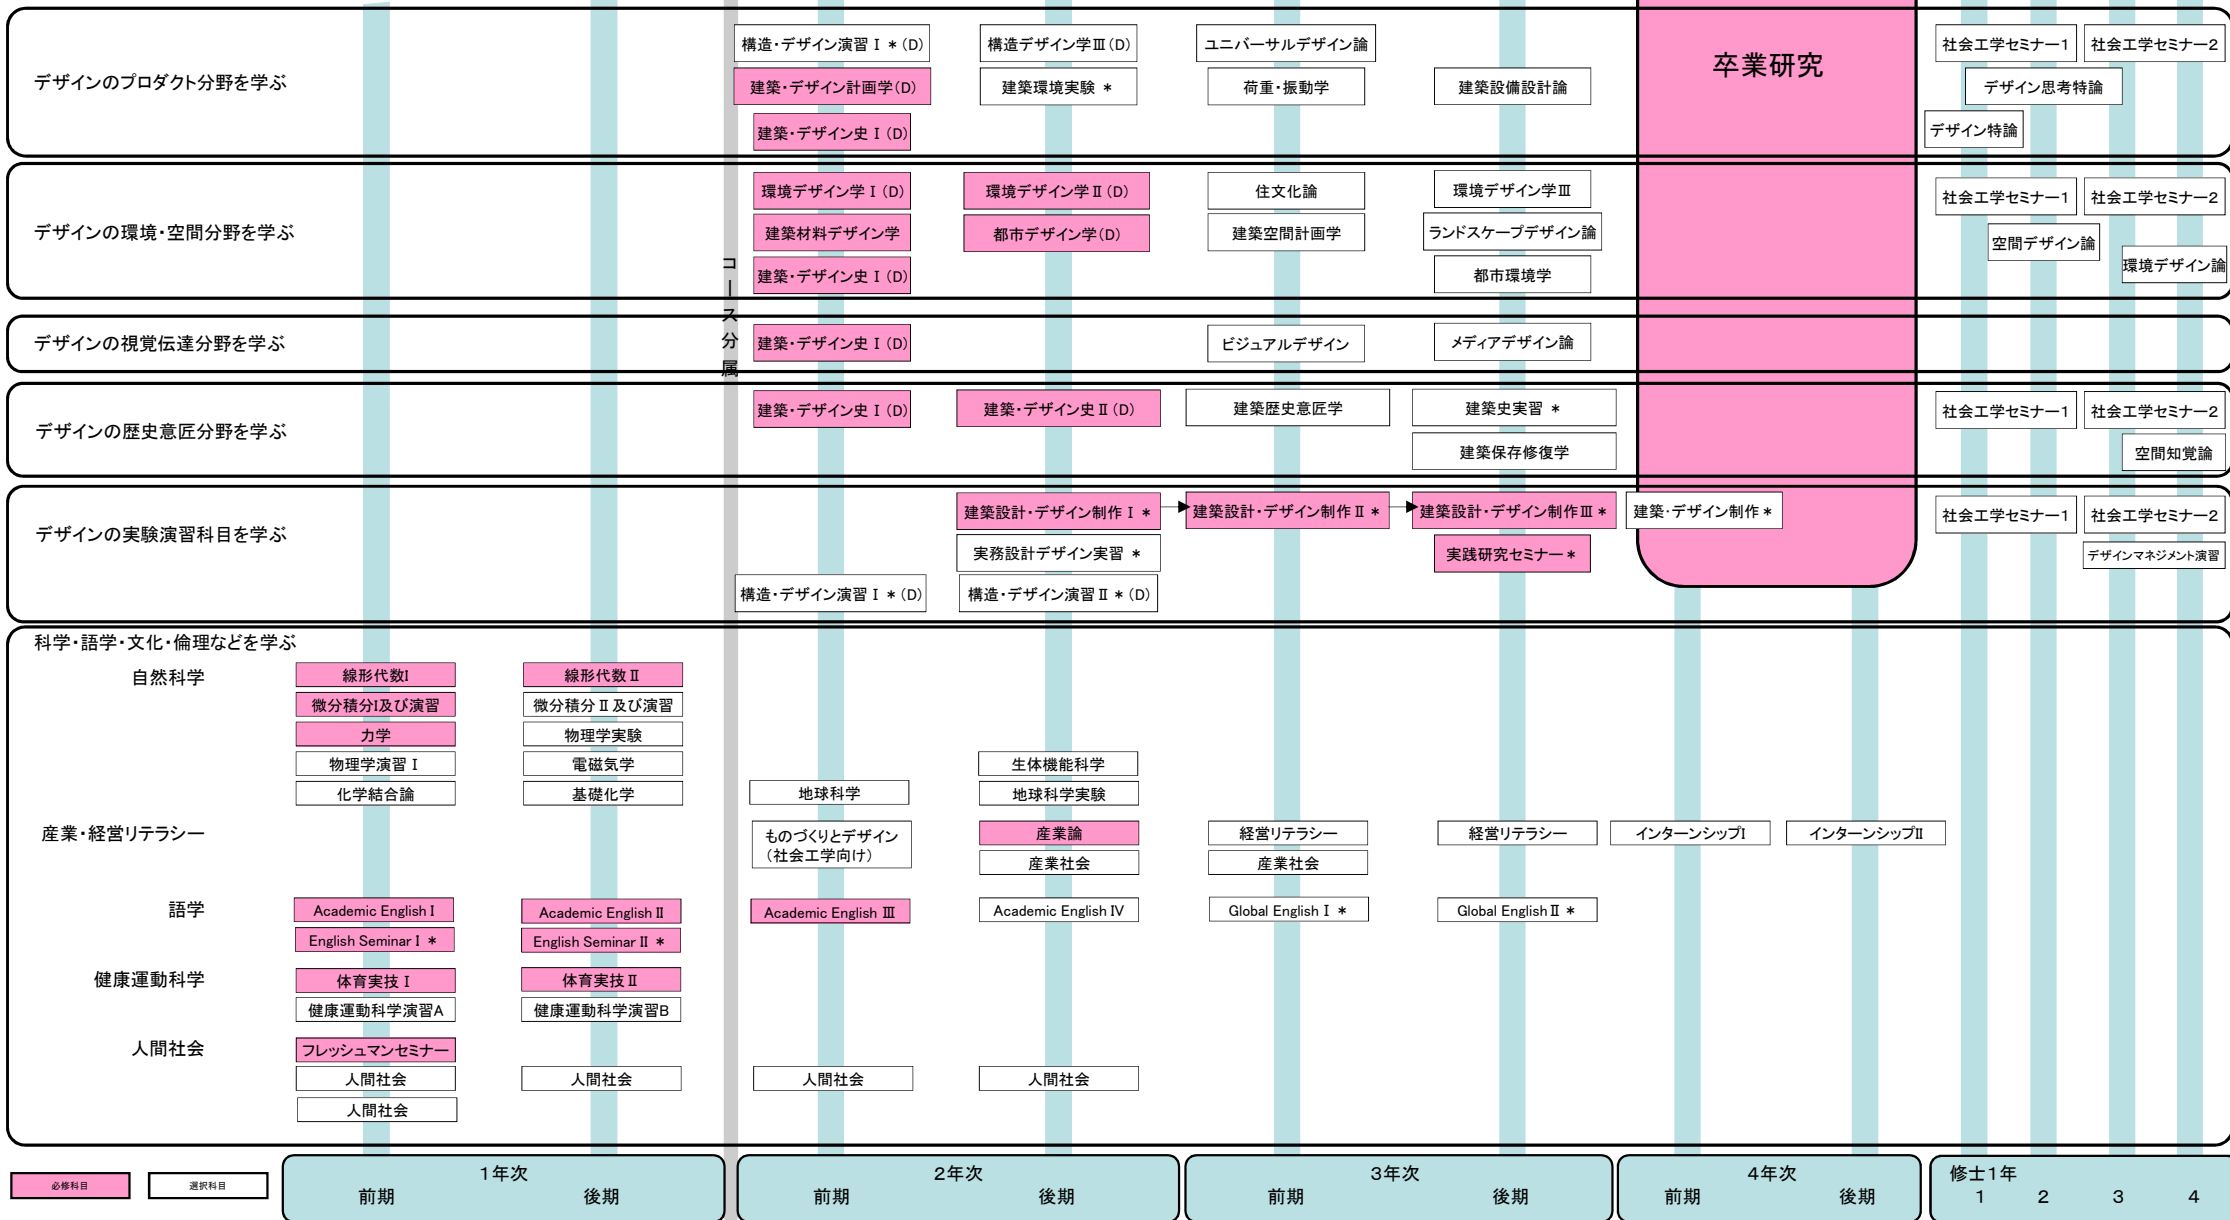 構造・デザイン演習Ⅰ＊(D)
構造デザイン学Ⅲ(D)
ユニバーサルデザイン論
卒業研究
社会工学セミナー1
社会工学セミナー2
デザインのプロダクト分野を学ぶ
建築・デザイン計画学(D)
建築環境実験＊
荷重・振動学
建築設備設計論
デザイン思考特論
建築・デザイン史Ⅰ(D)
デザイン特論
環境デザイン学Ⅰ(D)
環境デザイン学Ⅱ(D)
住文化論
環境デザイン学Ⅲ
社会工学セミナー1
社会工学セミナー2
デザインの環境・空間分野を学ぶ
建築材料デザイン学
都市デザイン学(D)
建築空間計画学
ランドスケープデザイン論
空間デザイン論
建築・デザイン史Ⅰ(D)
都市環境学
環境デザイン論
コース分属
デザインの視覚伝達分野を学ぶ
建築・デザイン史Ⅰ(D)
ビジュアルデザイン
メディアデザイン論
建築・デザイン史Ⅰ(D)
建築・デザイン史Ⅱ(D)
建築歴史意匠学
建築史実習＊
社会工学セミナー1
社会工学セミナー2
デザインの歴史意匠分野を学ぶ
建築保存修復学
空間知覚論
建築設計・デザイン制作Ⅰ＊
建築設計・デザイン制作Ⅱ＊
建築設計・デザイン制作Ⅲ＊
建築・デザイン制作＊
社会工学セミナー1
社会工学セミナー2
デザインの実験演習科目を学ぶ
実務設計デザイン実習＊
実践研究セミナー＊
デザインマネジメント演習
構造・デザイン演習Ⅰ＊(D)
構造・デザイン演習Ⅱ＊(D)
科学・語学・文化・倫理などを学ぶ
自然科学
線形代数Ⅰ
線形代数Ⅱ
微分積分Ⅰ及び演習
微分積分Ⅱ及び演習
力学
物理学実験
物理学演習Ⅰ
電磁気学
生体機能科学
化学結合論
基礎化学
地球科学
地球科学実験
産業・経営リテラシー
ものづくりとデザイン
（社会工学向け）
産業論
経営リテラシー
経営リテラシー
インターンシップⅠ
インターンシップⅡ
産業社会
産業社会
語学
Academic English Ⅰ
Academic English Ⅱ
Academic English Ⅲ
Academic English Ⅳ
Global English Ⅰ ＊
Global English Ⅱ ＊
English Seminar Ⅰ ＊
English Seminar Ⅱ ＊
健康運動科学
体育実技Ⅰ
体育実技Ⅱ
健康運動科学演習A
健康運動科学演習B
人間社会
フレッシュマンセミナー
人間社会
人間社会
人間社会
人間社会
人間社会
必修科目
選択科目
1年次
2年次
3年次
4年次
修士1年
前期
後期
前期
後期
前期
後期
前期
後期
1
2
3
4